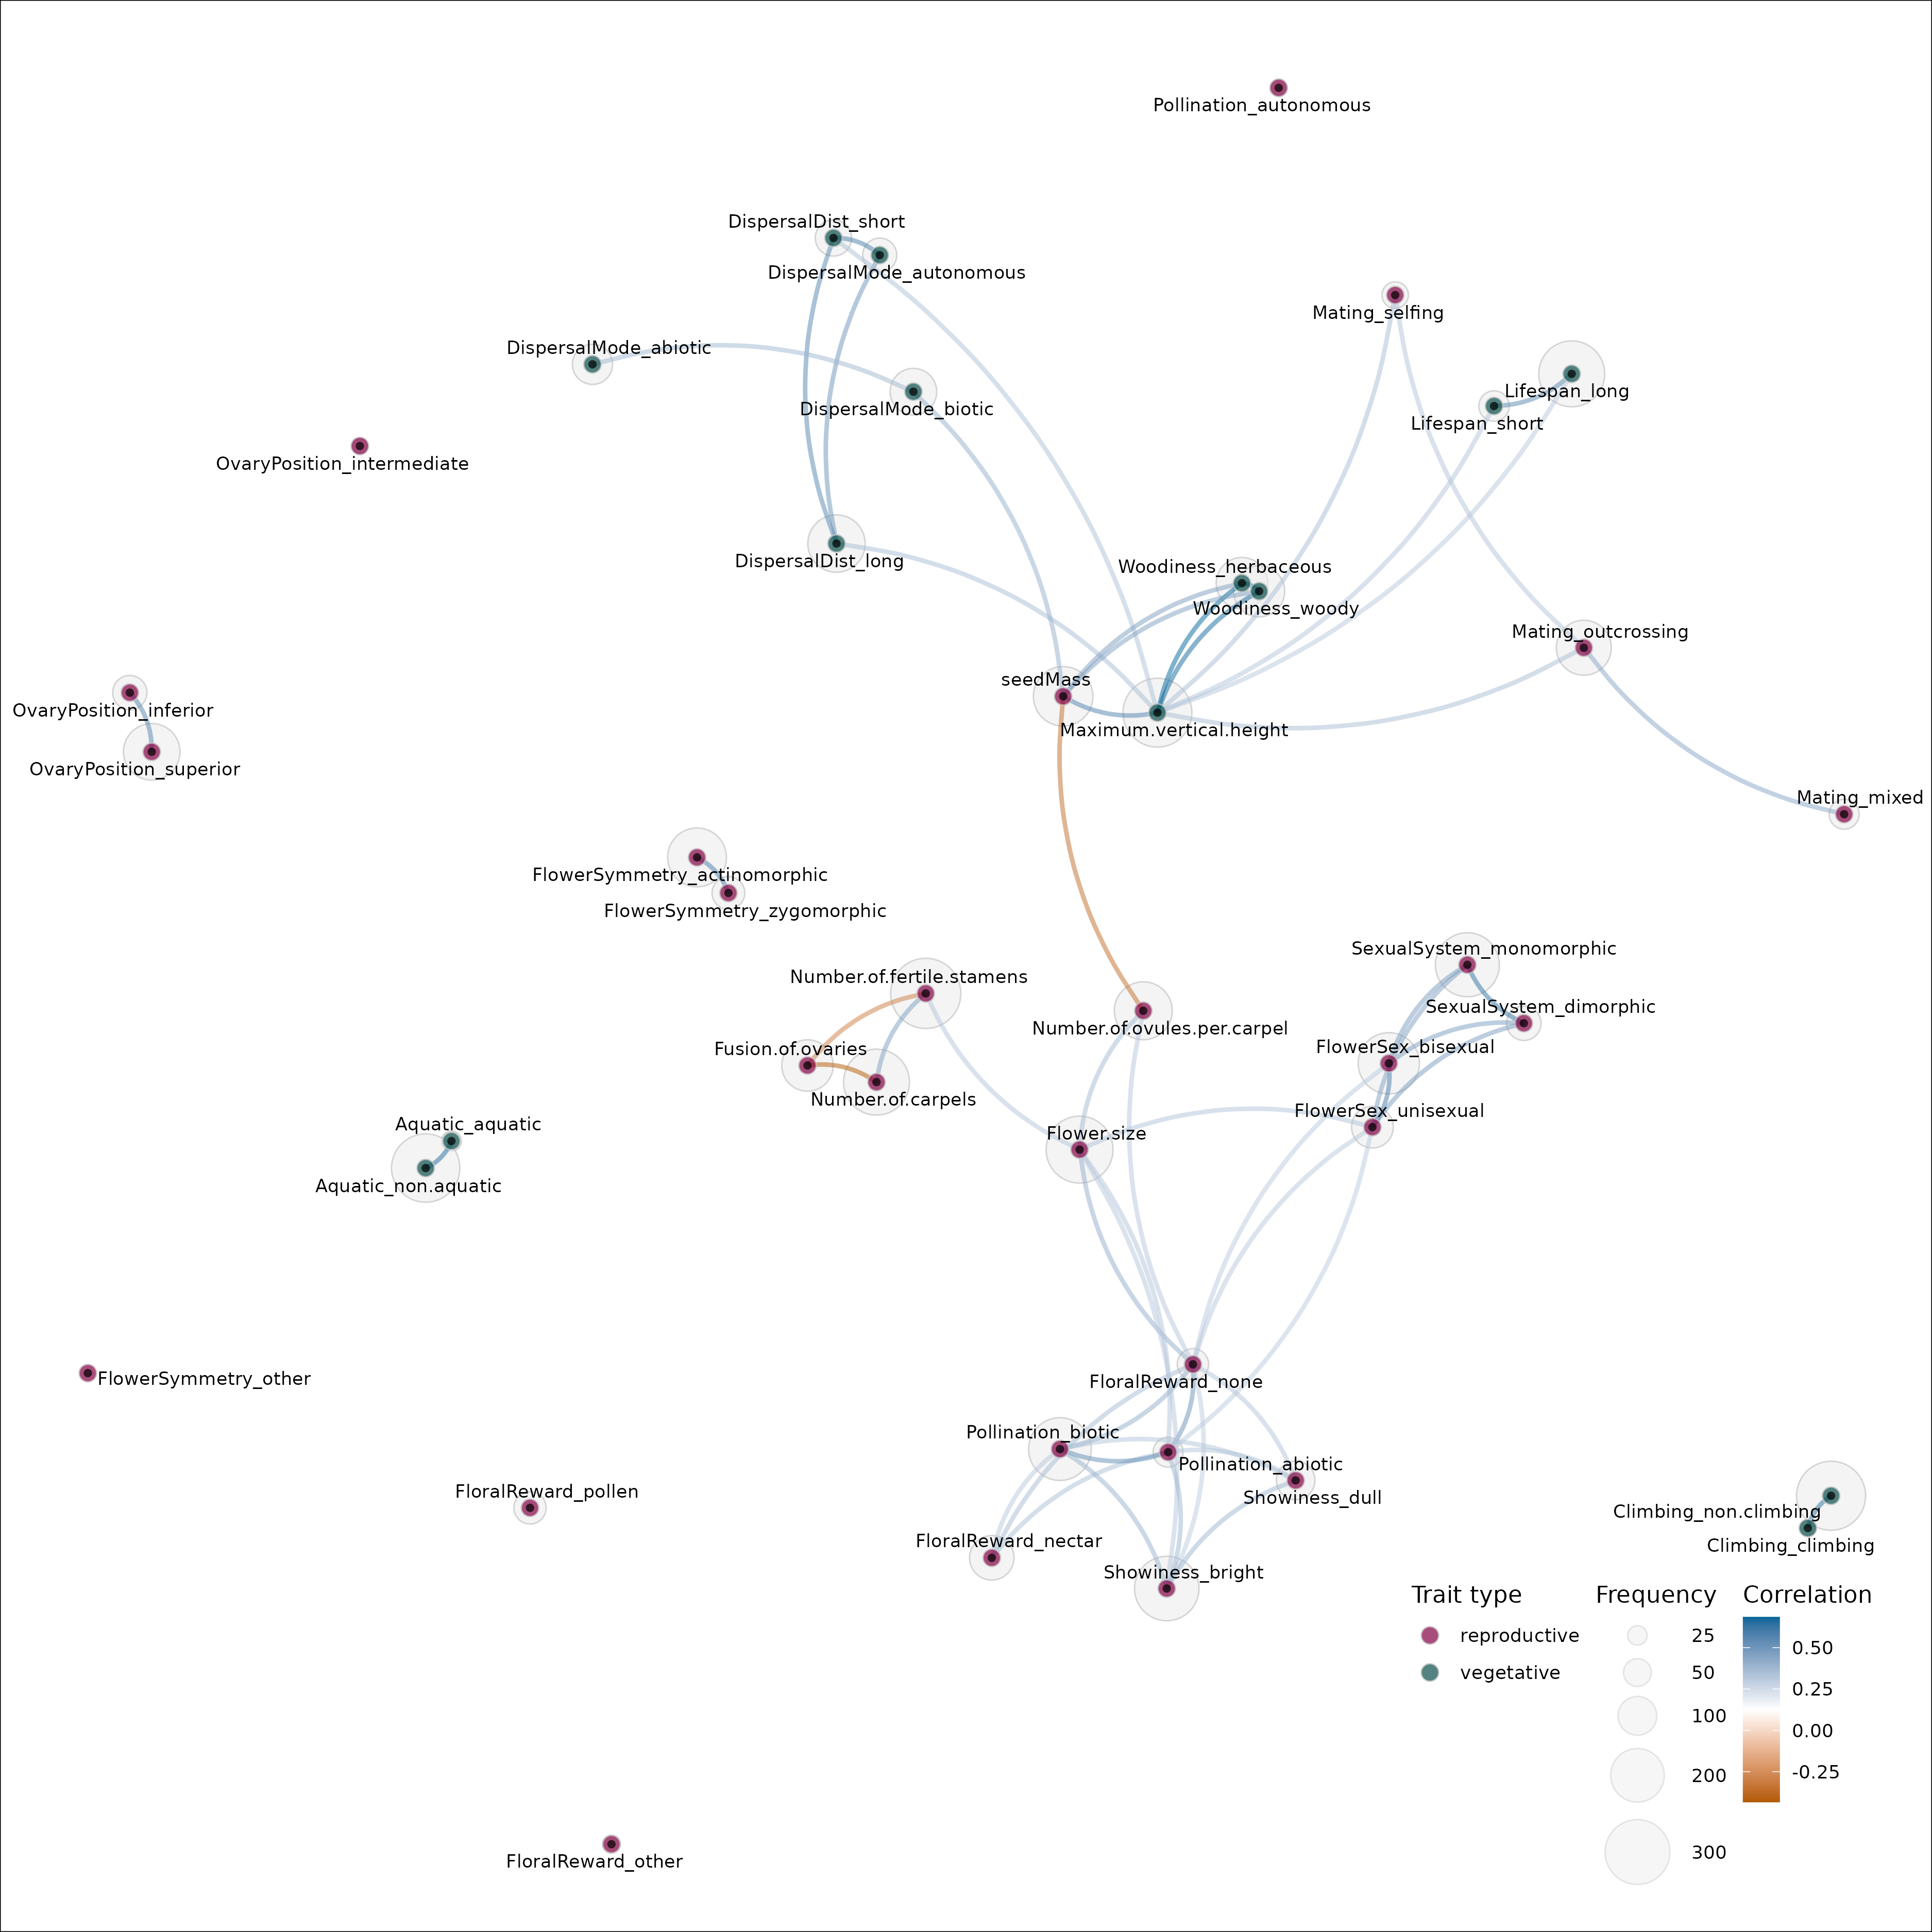 Pollination_autonomous
DispersalDist_short
DispersalMode_autonomous
Mating_selfing
DispersalMode_abiotic
Lifespan_long
DispersalMode_biotic
Lifespan_short
OvaryPosition_intermediate
DispersalDist_long
Woodiness_herbaceous
Woodiness_woody
Mating_outcrossing
seedMass
OvaryPosition_inferior
Maximum.vertical.height
OvaryPosition_superior
Mating_mixed
FlowerSymmetry_actinomorphic
FlowerSymmetry_zygomorphic
SexualSystem_monomorphic
Number.of.fertile.stamens
SexualSystem_dimorphic
Number.of.ovules.per.carpel
Fusion.of.ovaries
FlowerSex_bisexual
Number.of.carpels
FlowerSex_unisexual
Aquatic_aquatic
Flower.size
Aquatic_non.aquatic
FlowerSymmetry_other
FloralReward_none
Pollination_biotic
Pollination_abiotic
FloralReward_pollen
Showiness_dull
Climbing_non.climbing
FloralReward_nectar
Climbing_climbing
Showiness_bright
Trait type
reproductive
vegetative
Frequency
25
50
100
200
300
Correlation
0.50
0.25
0.00
-0.25
FloralReward_other